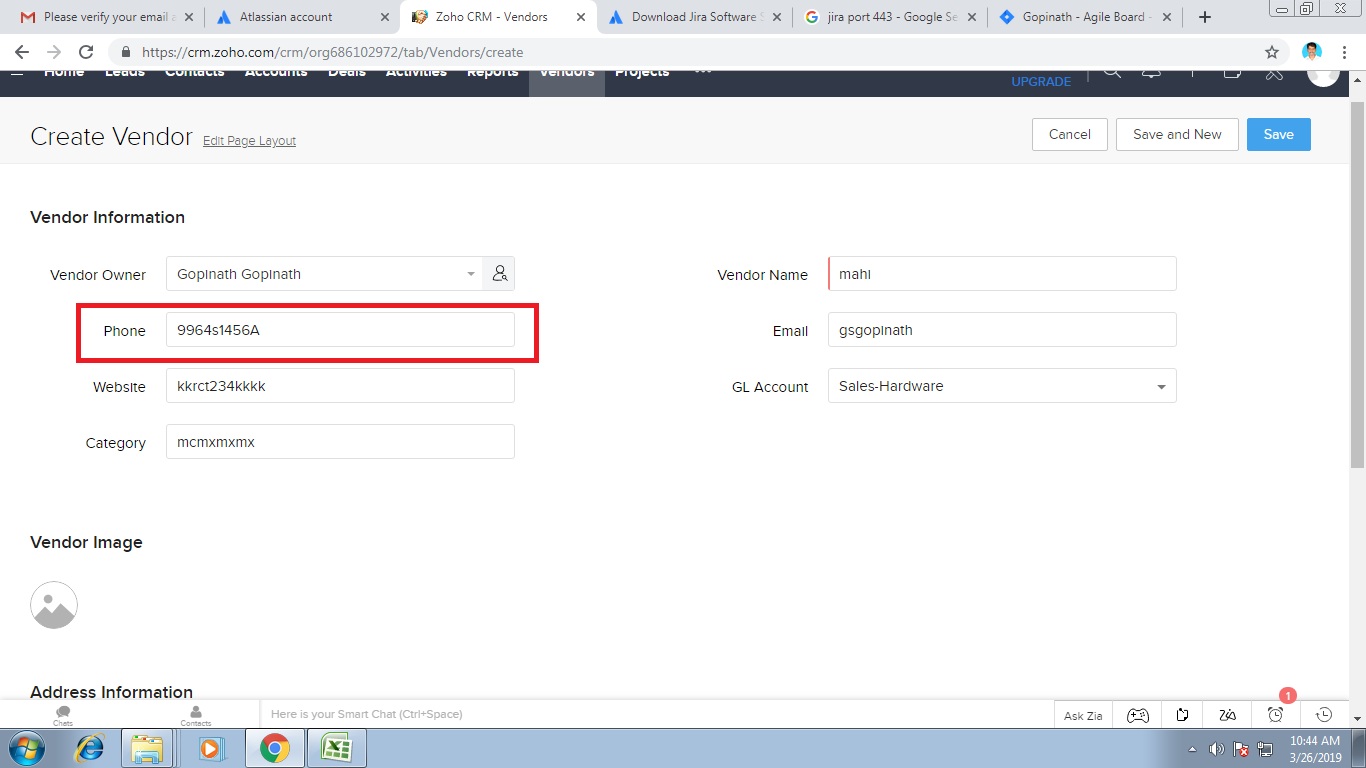 Please verify your email a
Atlassian account
Zoho CRM - Vendors
Download Jira Software S
jira port 443 - Google Se
Gopinath - Agile Board -
https://crm.zoho.com/crm/org686102972/tab/Vendors/create
Home Leads Contacts Accounts Deals Activities Reports Vendors Projects
UPGRADE
Create Vendor Edit Page Layout
Cancel Save and New Save
Vendor Information
Vendor Owner Gopinath Gopinath
Vendor Name mahi
Phone 9964s1456A
Email gsgopinath
Website kkrct234kkkk
GL Account Sales-Hardware
Category mcmxmxmx
Vendor Image
Address Information
1
Chats Contacts
Here is your Smart Chat (Ctrl+Space)
Ask Zia
10:44 AM
3/26/2019